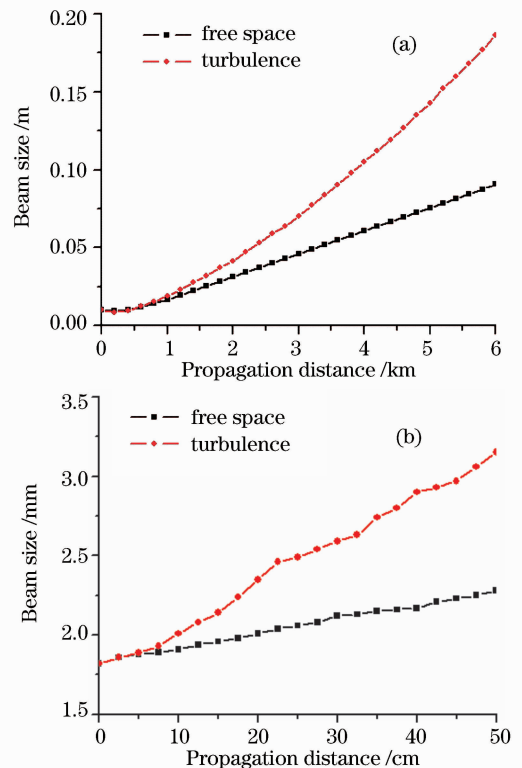 0.20
0.15
0.10
0.05
0.00
Beam size /m
free space
turbulence
(a)
0 1 2 3 4 5 6
Propagation distance /km
3.5
3.0
2.5
2.0
1.5
Beam size /mm
free space
turbulence
(b)
0 10 20 30 40 50
Propagation distance /cm